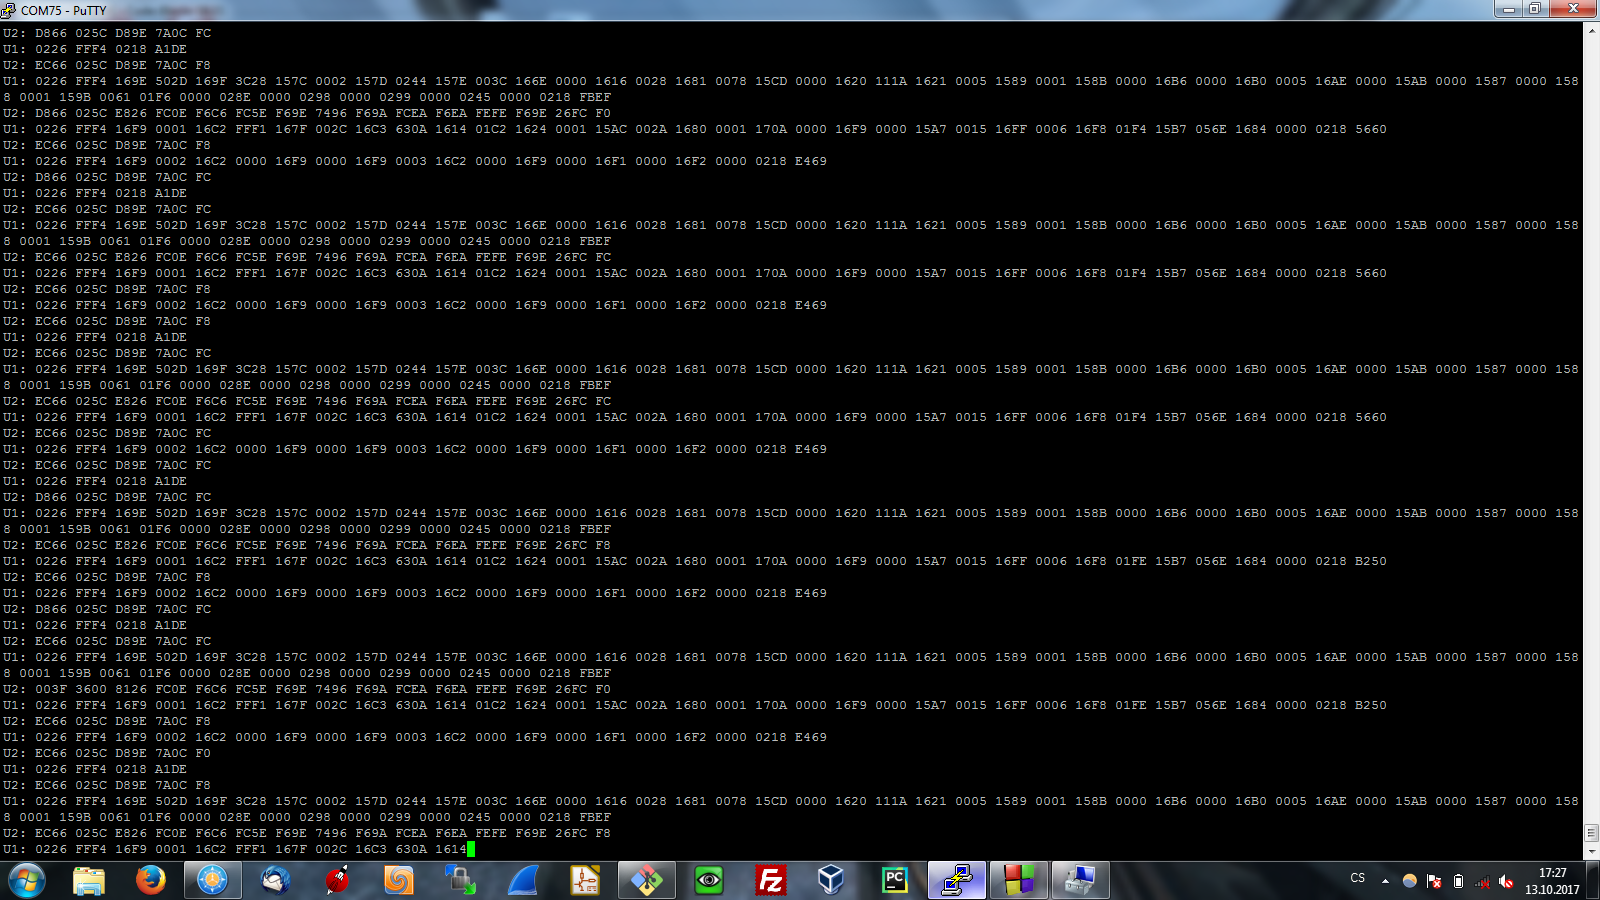 COM75 - PuTTY
U2: D866 025C D89E 7A0C FC
U1: 0226 FFF4 0218 A1DE
U2: EC66 025C D89E 7A0C F8
U1: 0226 FFF4 169E 502D 169F 3C28 157C 0002 157D 0244 157E 003C 166E 0000 1616 0028 1681 0078 15CD 0000 1620 111A 1621 0005 1589 0001 158B 0000 16B6 0000 16B0 0005 16AE 0000 15AB 0000 1587 0000 158
8 0001 159B 0061 01F6 0000 028E 0000 0298 0000 0299 0000 0245 0000 0218 FBEF
U2: D866 025C E826 FC0E F6C6 FC5E F69E 7496 F69A FCEA F6EA FEFE F69E 26FC F0
U1: 0226 FFF4 16F9 0001 16C2 FFF1 167F 002C 16C3 630A 1614 01C2 1624 0001 15AC 002A 1680 0001 170A 0000 16F9 0000 15A7 0015 16FF 0006 16F8 01F4 15B7 056E 1684 0000 0218 5660
U2: EC66 025C D89E 7A0C F8
U1: 0226 FFF4 16F9 0002 16C2 0000 16F9 0000 16F9 0003 16C2 0000 16F9 0000 16F1 0000 16F2 0000 0218 E469
U2: D866 025C D89E 7A0C FC
U1: 0226 FFF4 0218 A1DE
U2: EC66 025C D89E 7A0C FC
U1: 0226 FFF4 169E 502D 169F 3C28 157C 0002 157D 0244 157E 003C 166E 0000 1616 0028 1681 0078 15CD 0000 1620 111A 1621 0005 1589 0001 158B 0000 16B6 0000 16B0 0005 16AE 0000 15AB 0000 1587 0000 158
8 0001 159B 0061 01F6 0000 028E 0000 0298 0000 0299 0000 0245 0000 0218 FBEF
U2: EC66 025C E826 FC0E F6C6 FC5E F69E 7496 F69A FCEA F6EA FEFE F69E 26FC FC
U1: 0226 FFF4 16F9 0001 16C2 FFF1 167F 002C 16C3 630A 1614 01C2 1624 0001 15AC 002A 1680 0001 170A 0000 16F9 0000 15A7 0015 16FF 0006 16F8 01F4 15B7 056E 1684 0000 0218 5660
U2: EC66 025C D89E 7A0C F8
U1: 0226 FFF4 16F9 0002 16C2 0000 16F9 0000 16F9 0003 16C2 0000 16F9 0000 16F1 0000 16F2 0000 0218 E469
U2: EC66 025C D89E 7A0C F8
U1: 0226 FFF4 0218 A1DE
U2: EC66 025C D89E 7A0C FC
U1: 0226 FFF4 169E 502D 169F 3C28 157C 0002 157D 0244 157E 003C 166E 0000 1616 0028 1681 0078 15CD 0000 1620 111A 1621 0005 1589 0001 158B 0000 16B6 0000 16B0 0005 16AE 0000 15AB 0000 1587 0000 158
8 0001 159B 0061 01F6 0000 028E 0000 0298 0000 0299 0000 0245 0000 0218 FBEF
U2: EC66 025C E826 FC0E F6C6 FC5E F69E 7496 F69A FCEA F6EA FEFE F69E 26FC FC
U1: 0226 FFF4 16F9 0001 16C2 FFF1 167F 002C 16C3 630A 1614 01C2 1624 0001 15AC 002A 1680 0001 170A 0000 16F9 0000 15A7 0015 16FF 0006 16F8 01F4 15B7 056E 1684 0000 0218 5660
U2: EC66 025C D89E 7A0C FC
U1: 0226 FFF4 16F9 0002 16C2 0000 16F9 0000 16F9 0003 16C2 0000 16F9 0000 16F1 0000 16F2 0000 0218 E469
U2: EC66 025C D89E 7A0C FC
U1: 0226 FFF4 0218 A1DE
U2: D866 025C D89E 7A0C FC
U1: 0226 FFF4 169E 502D 169F 3C28 157C 0002 157D 0244 157E 003C 166E 0000 1616 0028 1681 0078 15CD 0000 1620 111A 1621 0005 1589 0001 158B 0000 16B6 0000 16B0 0005 16AE 0000 15AB 0000 1587 0000 158
8 0001 159B 0061 01F6 0000 028E 0000 0298 0000 0299 0000 0245 0000 0218 FBEF
U2: EC66 025C E826 FC0E F6C6 FC5E F69E 7496 F69A FCEA F6EA FEFE F69E 26FC F8
U1: 0226 FFF4 16F9 0001 16C2 FFF1 167F 002C 16C3 630A 1614 01C2 1624 0001 15AC 002A 1680 0001 170A 0000 16F9 0000 15A7 0015 16FF 0006 16F8 01FE 15B7 056E 1684 0000 0218 B250
U2: EC66 025C D89E 7A0C F8
U1: 0226 FFF4 16F9 0002 16C2 0000 16F9 0000 16F9 0003 16C2 0000 16F9 0000 16F1 0000 16F2 0000 0218 E469
U2: D866 025C D89E 7A0C FC
U1: 0226 FFF4 0218 A1DE
U2: EC66 025C D89E 7A0C FC
U1: 0226 FFF4 169E 502D 169F 3C28 157C 0002 157D 0244 157E 003C 166E 0000 1616 0028 1681 0078 15CD 0000 1620 111A 1621 0005 1589 0001 158B 0000 16B6 0000 16B0 0005 16AE 0000 15AB 0000 1587 0000 158
8 0001 159B 0061 01F6 0000 028E 0000 0298 0000 0299 0000 0245 0000 0218 FBEF
U2: 003F 3600 8126 FC0E F6C6 FC5E F69E 7496 F69A FCEA F6EA FEFE F69E 26FC F0
U1: 0226 FFF4 16F9 0001 16C2 FFF1 167F 002C 16C3 630A 1614 01C2 1624 0001 15AC 002A 1680 0001 170A 0000 16F9 0000 15A7 0015 16FF 0006 16F8 01FE 15B7 056E 1684 0000 0218 B250
U2: EC66 025C D89E 7A0C F8
U1: 0226 FFF4 16F9 0002 16C2 0000 16F9 0000 16F9 0003 16C2 0000 16F9 0000 16F1 0000 16F2 0000 0218 E469
U2: EC66 025C D89E 7A0C F0
U1: 0226 FFF4 0218 A1DE
U2: EC66 025C D89E 7A0C F8
U1: 0226 FFF4 169E 502D 169F 3C28 157C 0002 157D 0244 157E 003C 166E 0000 1616 0028 1681 0078 15CD 0000 1620 111A 1621 0005 1589 0001 158B 0000 16B6 0000 16B0 0005 16AE 0000 15AB 0000 1587 0000 158
8 0001 159B 0061 01F6 0000 028E 0000 0298 0000 0299 0000 0245 0000 0218 FBEF
U2: EC66 025C E826 FC0E F6C6 FC5E F69E 7496 F69A FCEA F6EA FEFE F69E 26FC F8
U1: 0226 FFF4 16F9 0001 16C2 FFF1 167F 002C 16C3 630A 1614
FZ
PC
CS
17:27
13.10.2017